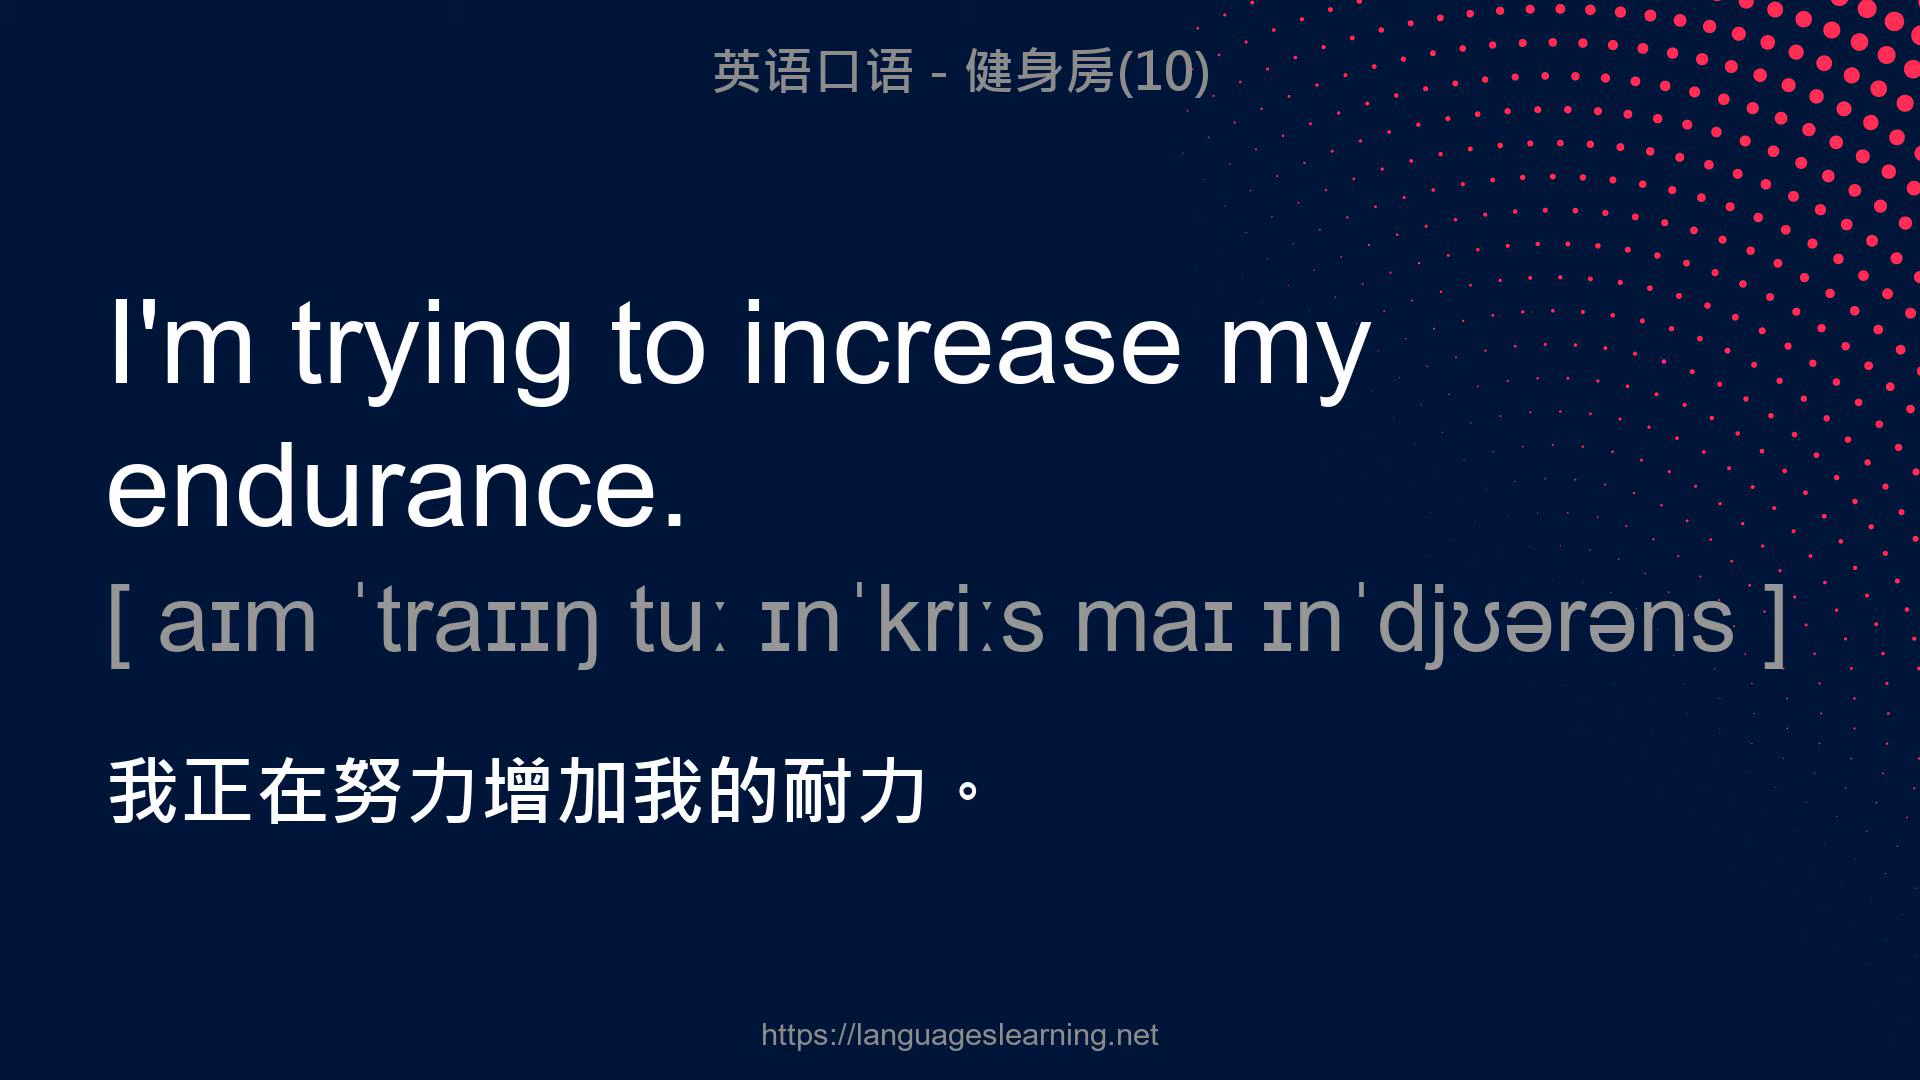 英语口语 - 健身房(10)
I'm trying to increase my
endurance.
[ aɪm ˈtraɪɪŋ tuː ɪnˈkriːs maɪ ɪnˈdjʊərəns ]
我正在努力增加我的耐力。
https://languageslearning.net